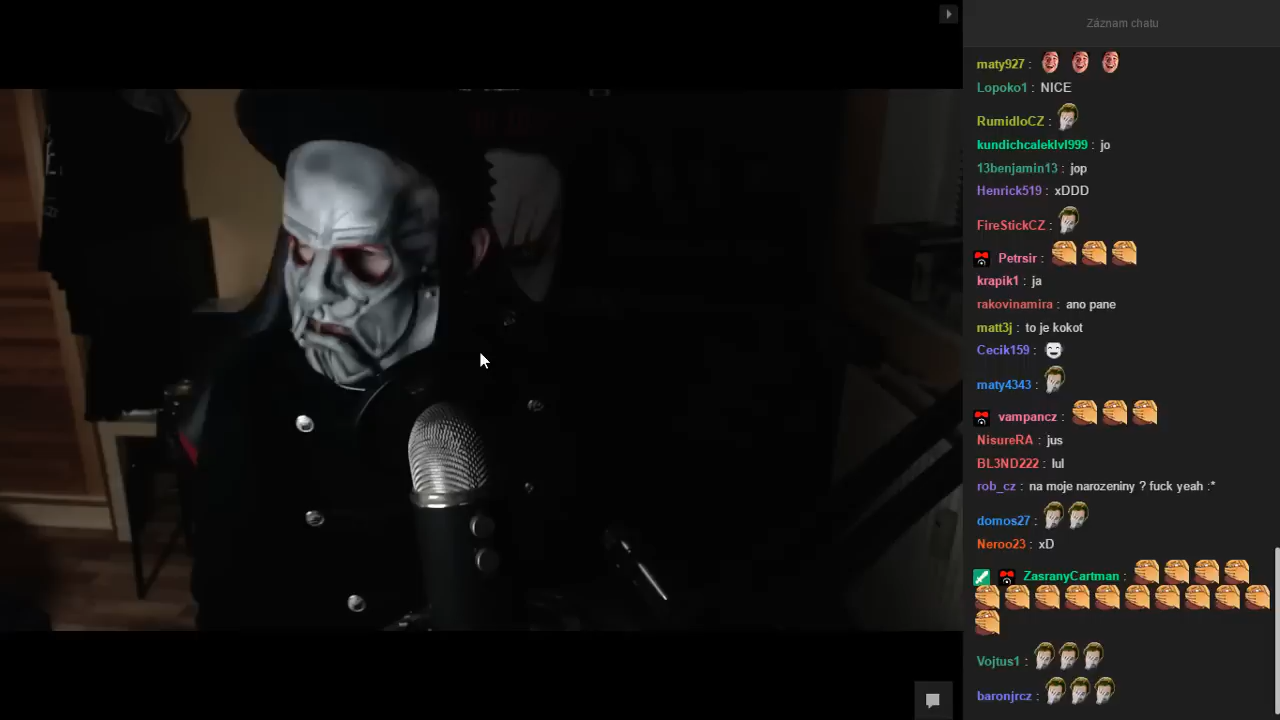 Záznam chatu
maty927 :
Lopoko1 : NICE
RumidloCZ :
kundichcaleklvl999 : jo
13benjamin13 : jop
Henrick519 : xDDD
FireStickCZ :
Petrsir :
krapik1 : ja
rakovinamira : ano pane
matt3j : to je kokot
Cecik159 :
maty4343 :
vampancz :
NisureRA : jus
BL3ND222 : lul
rob_cz : na moje narozeniny ? fuck yeah :*
domos27 :
Neroo23 : xD
ZasranyCartman :
Vojtus1 :
baronjrcz :